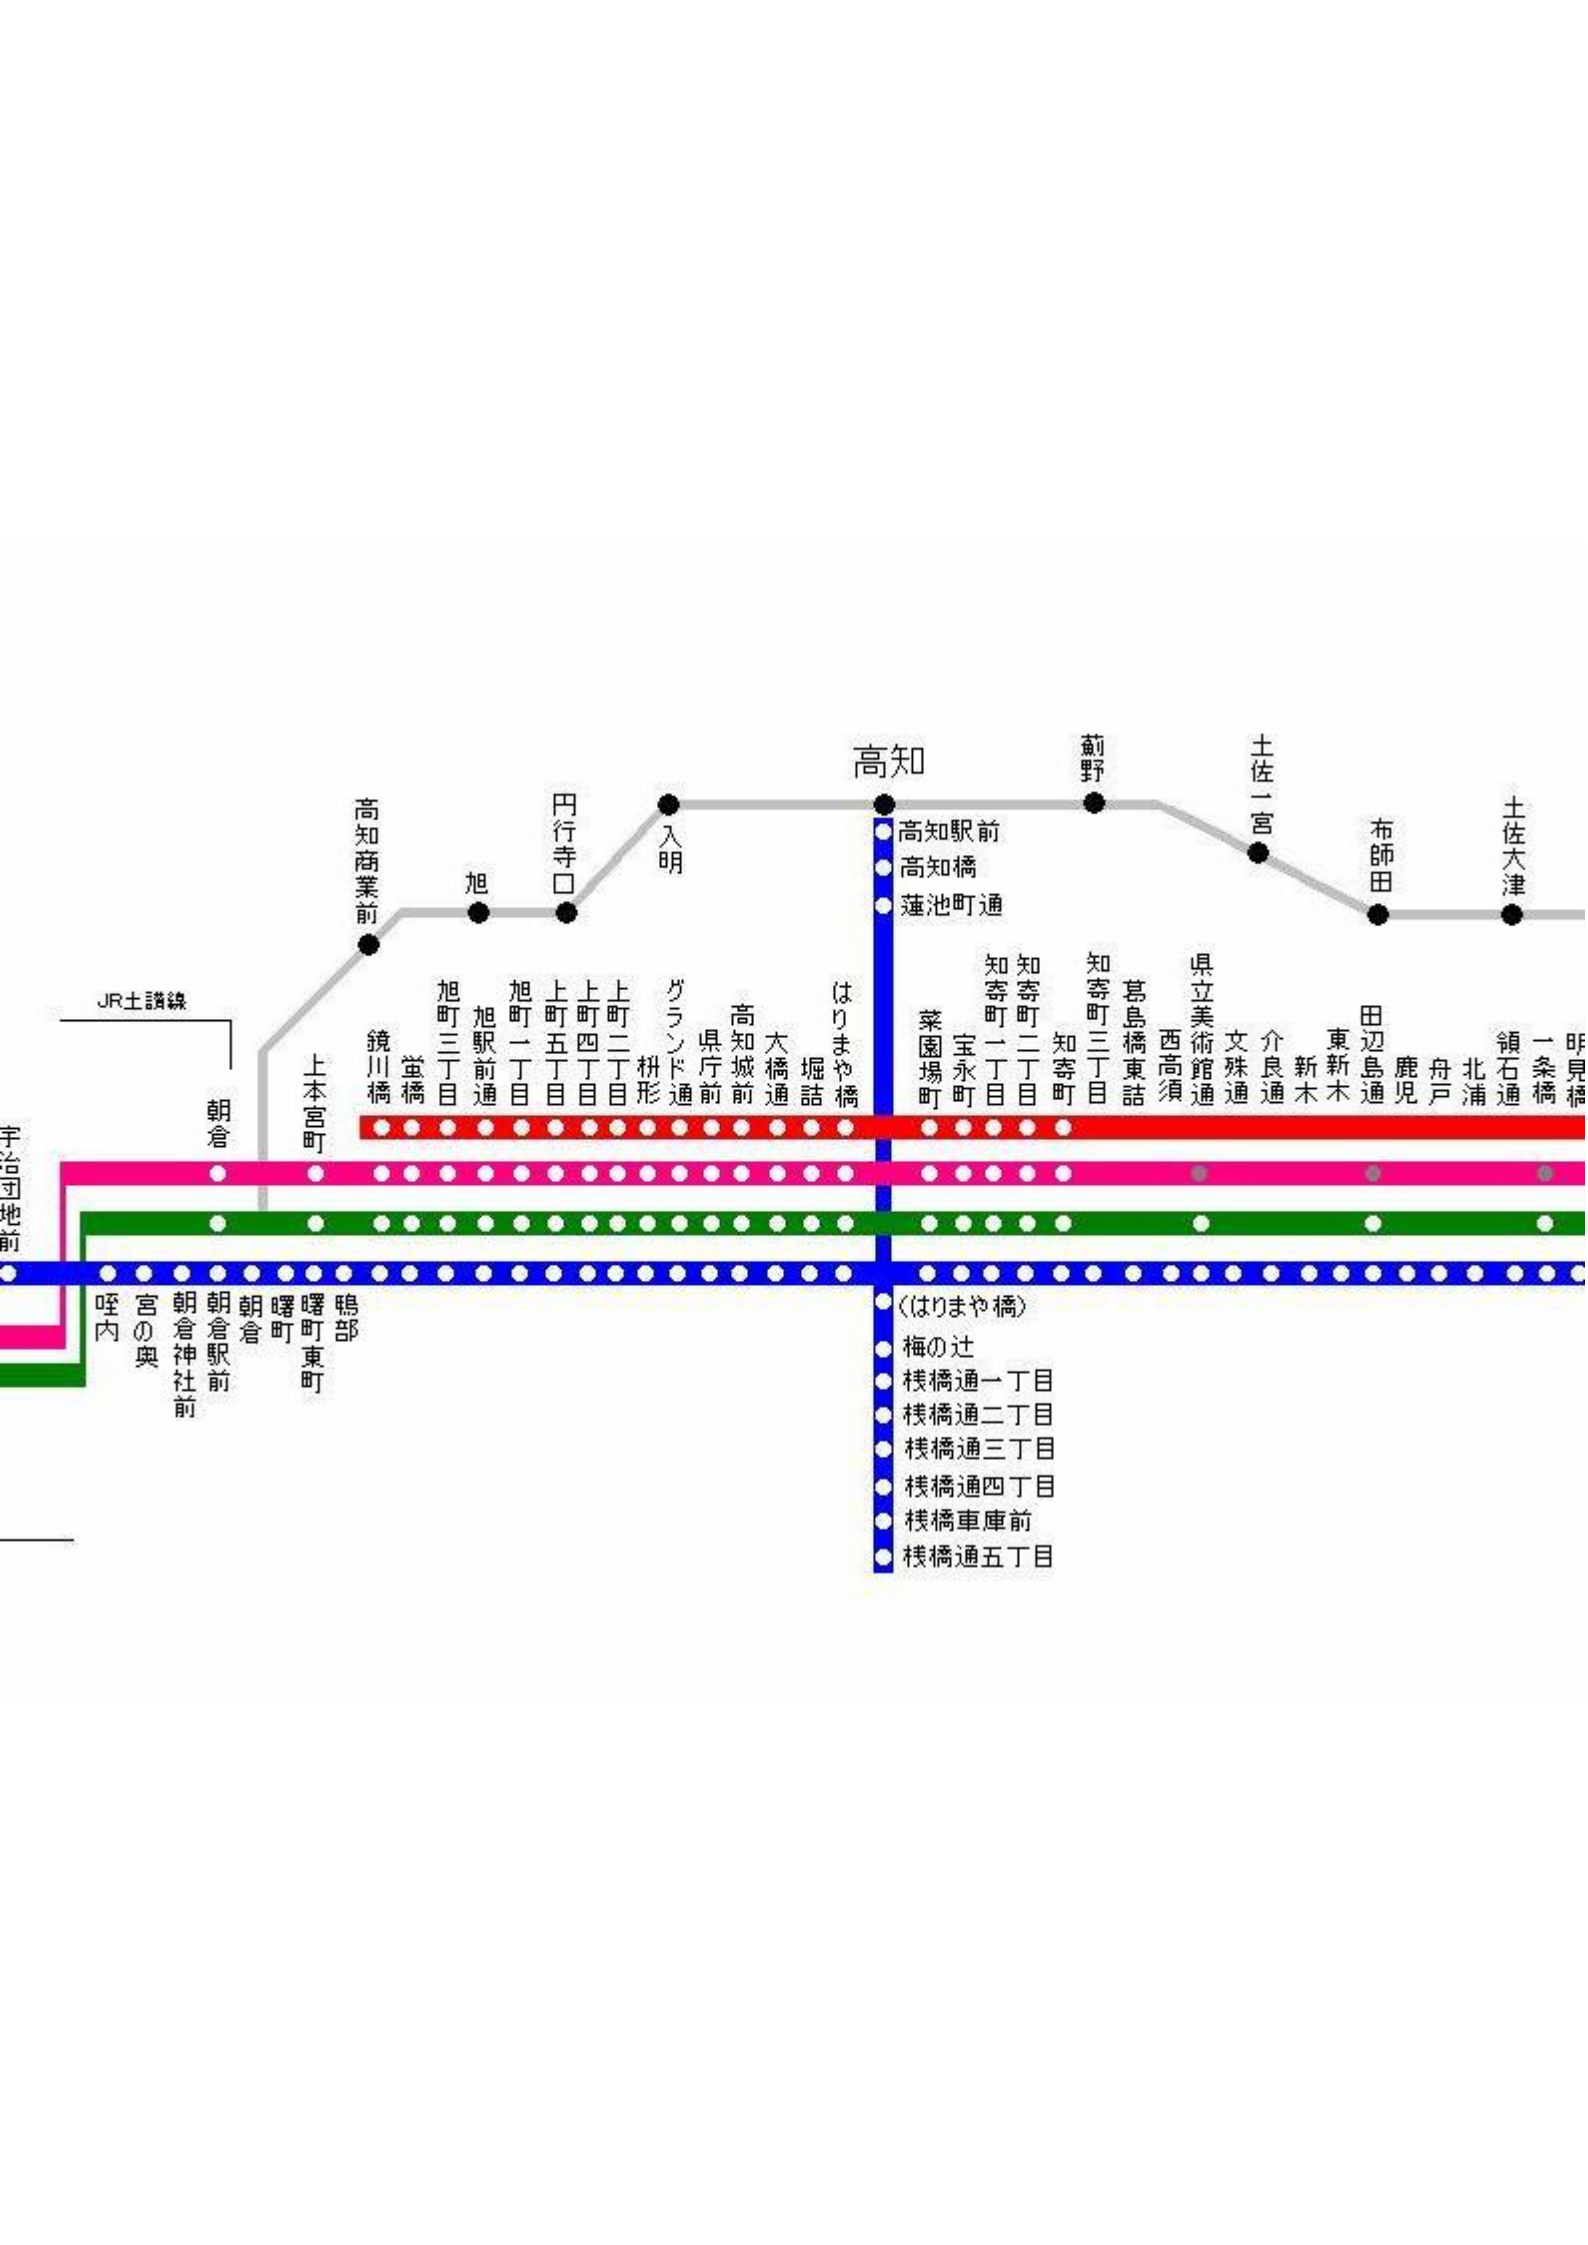 高知
薊野
土佐一宮
高知商業前
円行寺口
入明
旭
布師田
土佐大津
高知駅前
高知橋
蓮池町通
JR土讃線
朝倉
上本宮町
鏡川橋
蛍橋
旭町三丁目
旭駅前通
旭町一丁目
上町五丁目
上町四丁目
上町二丁目
枡形
グランド通
県庁前
高知城前
大橋通
堀詰
はりまや橋
菜園場町
宝永町
知寄町一丁目
知寄町二丁目
知寄町
知寄町三丁目
葛島橋東詰
西高須
県立美術館通
文殊通
介良通
新木
東新木
田辺島通
鹿児
舟戸
北浦
領石通
一条橋
明見橋
宇治団地前
咥内
宮の奥
朝倉神社前
朝倉駅前
朝倉
曙町
曙町東町
鴨部
(はりまや橋)
梅の辻
桟橋通一丁目
桟橋通二丁目
桟橋通三丁目
桟橋通四丁目
桟橋車庫前
桟橋通五丁目